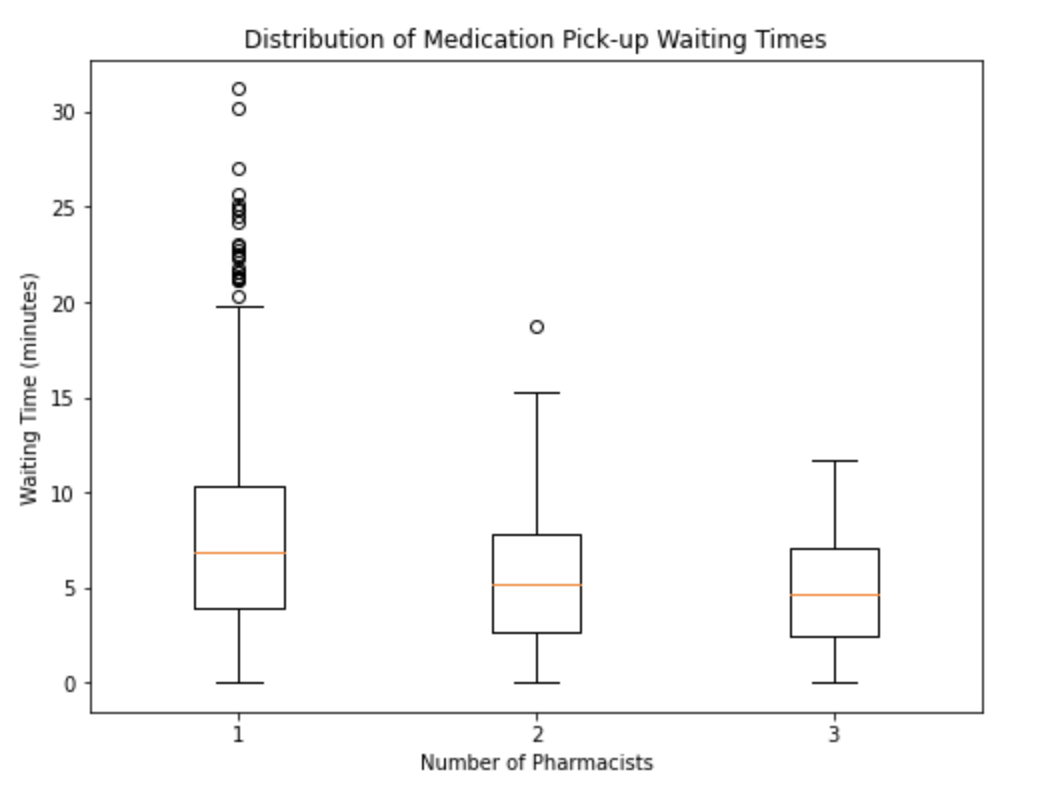 Distribution of Medication Pick-up Waiting Times
30
25
20
15
10
5
0
Waiting Time (minutes)
1 2 3
Number of Pharmacists